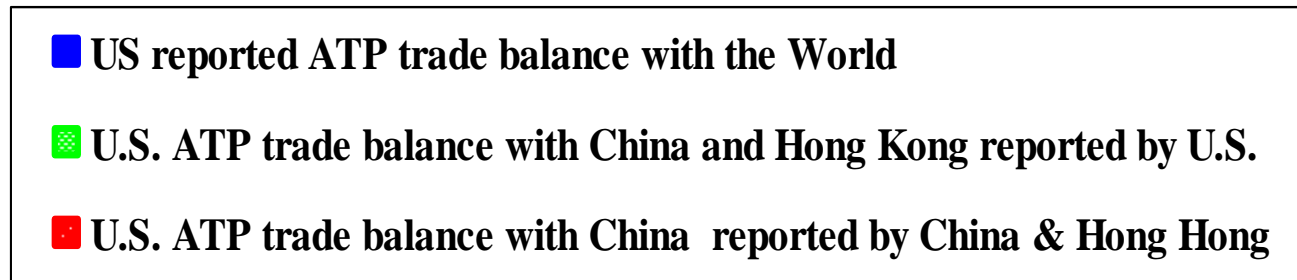 US reported ATP trade balance with the World
U.S. ATP trade balance with China and Hong Kong reported by U.S.
U.S. ATP trade balance with China reported by China & Hong Hong